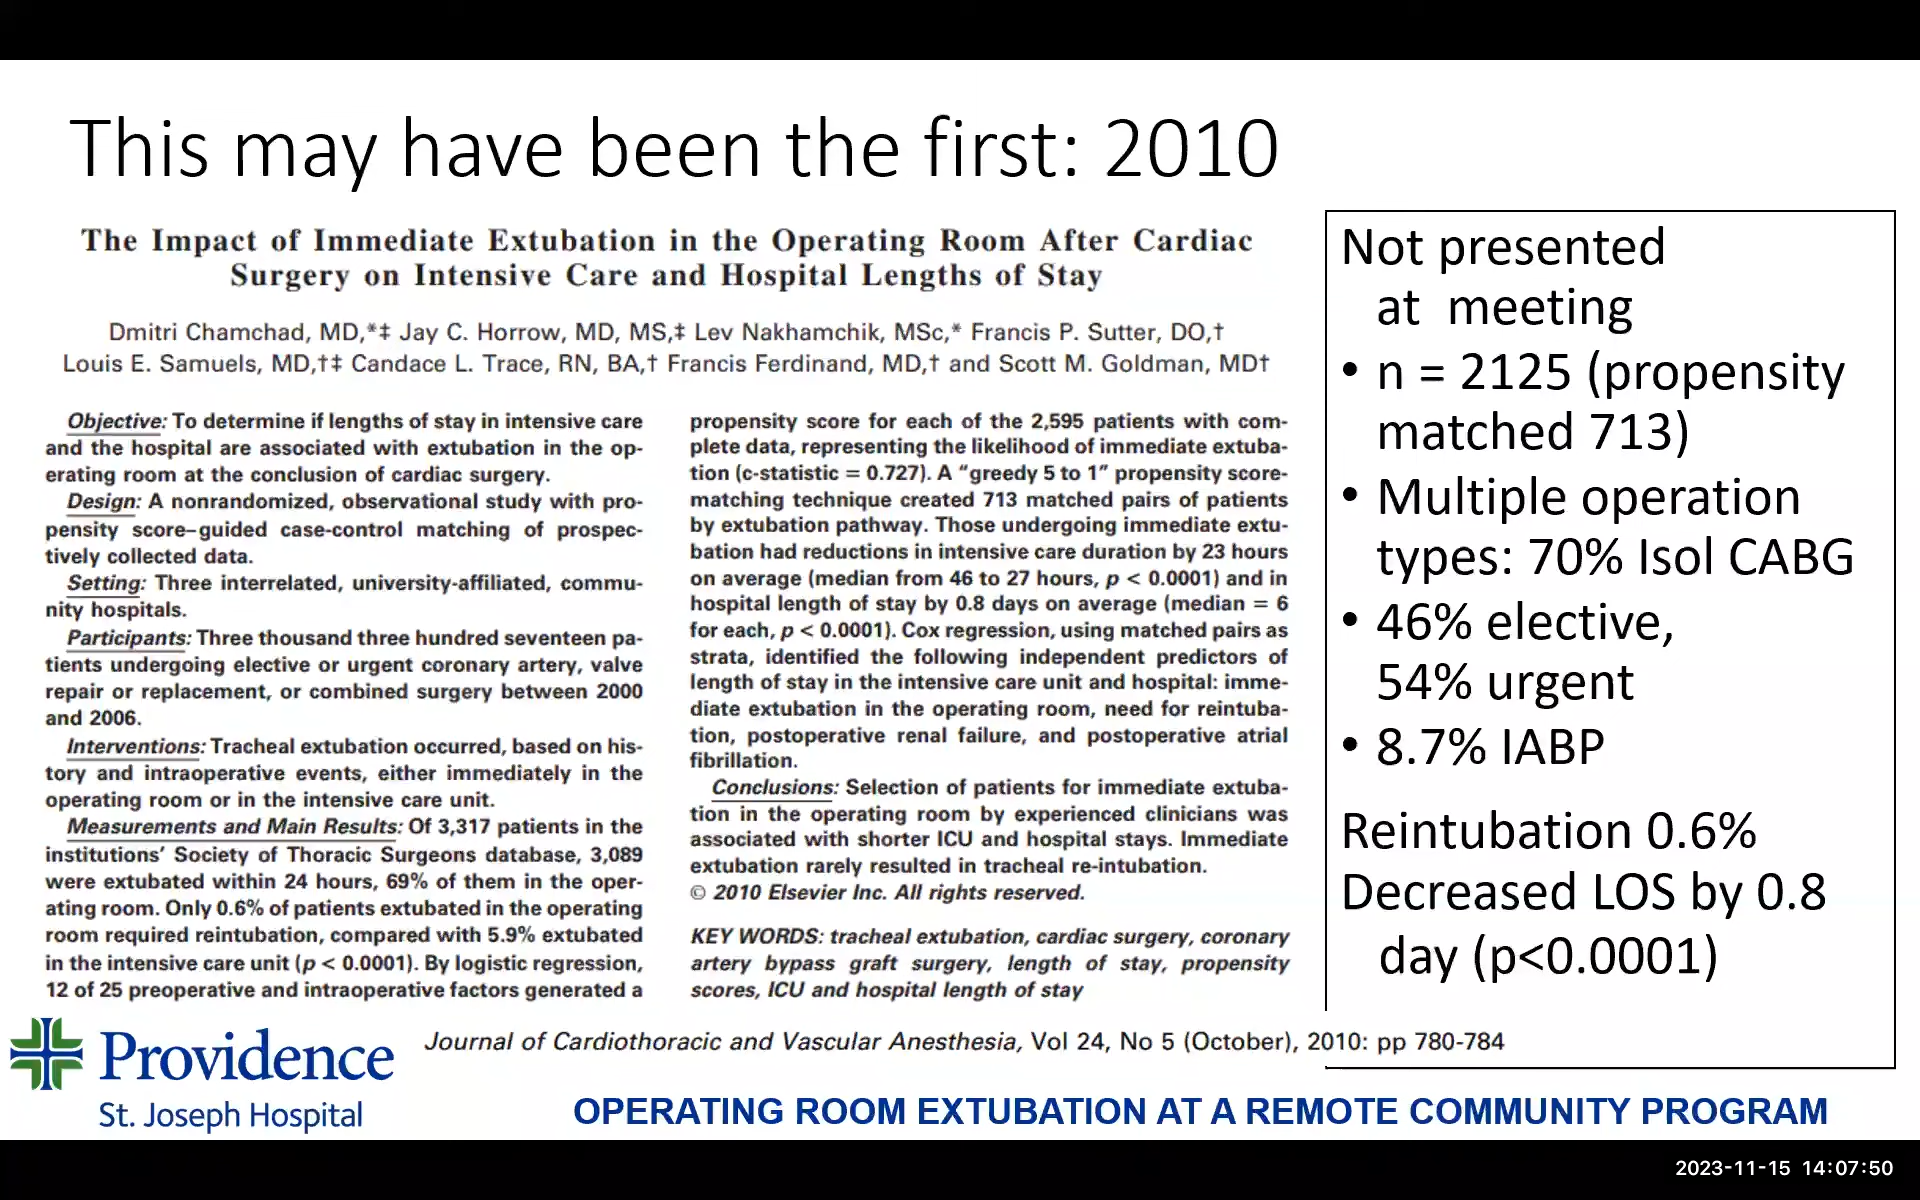 This may have been the first: 2010
The Impact of Immediate Extubation in the Operating Room After Cardiac
Surgery on Intensive Care and Hospital Lengths of Stay
Dmitri Chamchad, MD,*‡ Jay C. Horrow, MD, MS,‡ Lev Nakhamchik, MSc,* Francis P. Sutter, DO,†
Louis E. Samuels, MD,†‡ Candace L. Trace, RN, BA,† Francis Ferdinand, MD,† and Scott M. Goldman, MD†
Objective: To determine if lengths of stay in intensive care
and the hospital are associated with extubation in the op-
erating room at the conclusion of cardiac surgery.
Design: A nonrandomized, observational study with pro-
pensity score–guided case-control matching of prospec-
tively collected data.
Setting: Three interrelated, university-affiliated, commu-
nity hospitals.
Participants: Three thousand three hundred seventeen pa-
tients undergoing elective or urgent coronary artery, valve
repair or replacement, or combined surgery between 2000
and 2006.
Interventions: Tracheal extubation occurred, based on his-
tory and intraoperative events, either immediately in the
operating room or in the intensive care unit.
Measurements and Main Results: Of 3,317 patients in the
institutions' Society of Thoracic Surgeons database, 3,089
were extubated within 24 hours, 69% of them in the oper-
ating room. Only 0.6% of patients extubated in the operating
room required reintubation, compared with 5.9% extubated
in the intensive care unit (p < 0.0001). By logistic regression,
12 of 25 preoperative and intraoperative factors generated a
propensity score for each of the 2,595 patients with com-
plete data, representing the likelihood of immediate extuba-
tion (c-statistic = 0.727). A “greedy 5 to 1” propensity score-
matching technique created 713 matched pairs of patients
by extubation pathway. Those undergoing immediate extu-
bation had reductions in intensive care duration by 23 hours
on average (median from 46 to 27 hours, p < 0.0001) and in
hospital length of stay by 0.8 days on average (median = 6
for each, p < 0.0001). Cox regression, using matched pairs as
strata, identified the following independent predictors of
length of stay in the intensive care unit and hospital: imme-
diate extubation in the operating room, need for reintuba-
tion, postoperative renal failure, and postoperative atrial
fibrillation.
Conclusions: Selection of patients for immediate extuba-
tion in the operating room by experienced clinicians was
associated with shorter ICU and hospital stays. Immediate
extubation rarely resulted in tracheal re-intubation.
© 2010 Elsevier Inc. All rights reserved.
KEY WORDS: tracheal extubation, cardiac surgery, coronary
artery bypass graft surgery, length of stay, propensity
scores, ICU and hospital length of stay
Not presented
at meeting
• n = 2125 (propensity
matched 713)
• Multiple operation
types: 70% Isol CABG
• 46% elective,
54% urgent
• 8.7% IABP
Reintubation 0.6%
Decreased LOS by 0.8
day (p<0.0001)
Journal of Cardiothoracic and Vascular Anesthesia, Vol 24, No 5 (October), 2010: pp 780-784
Providence
St. Joseph Hospital
OPERATING ROOM EXTUBATION AT A REMOTE COMMUNITY PROGRAM
2023-11-15 14:07:50